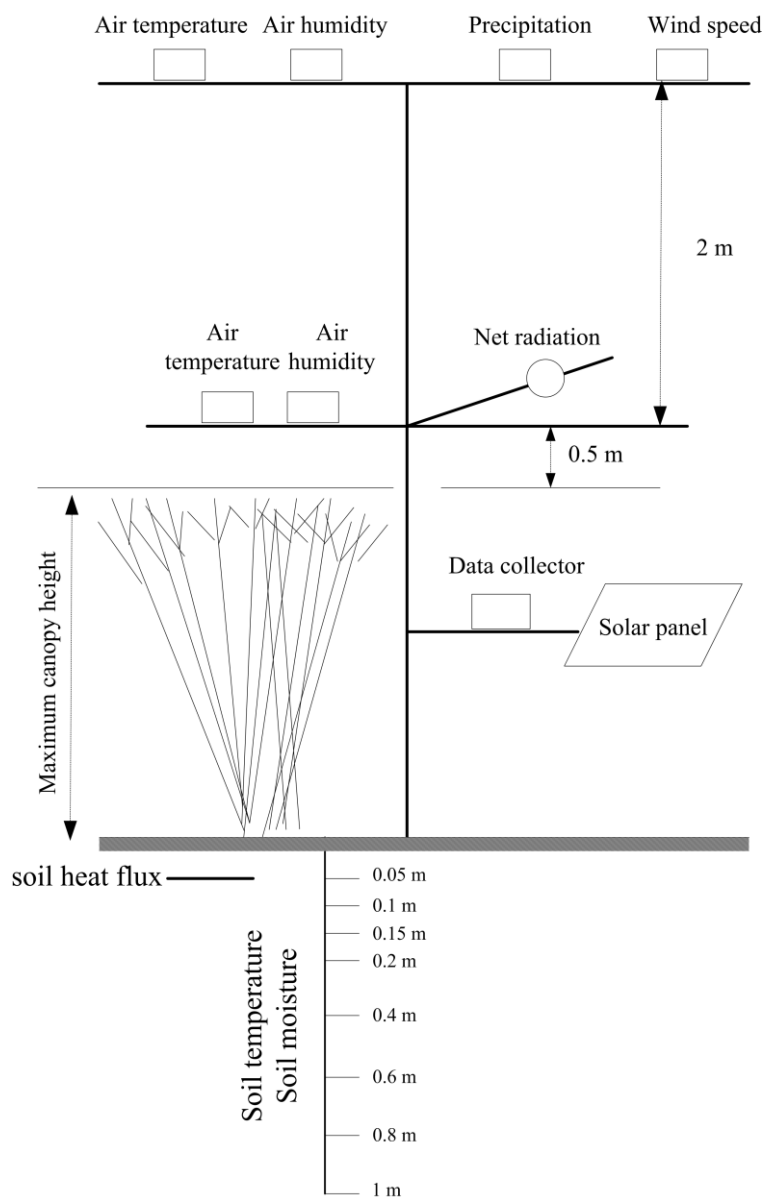 Air temperature
Air humidity
Precipitation
Wind speed
2 m
Air
temperature
Air
humidity
Net radiation
0.5 m
Maximum canopy height
Data collector
Solar panel
soil heat flux
Soil temperature
Soil moisture
0.05 m
0.1 m
0.15 m
0.2 m
0.4 m
0.6 m
0.8 m
1 m